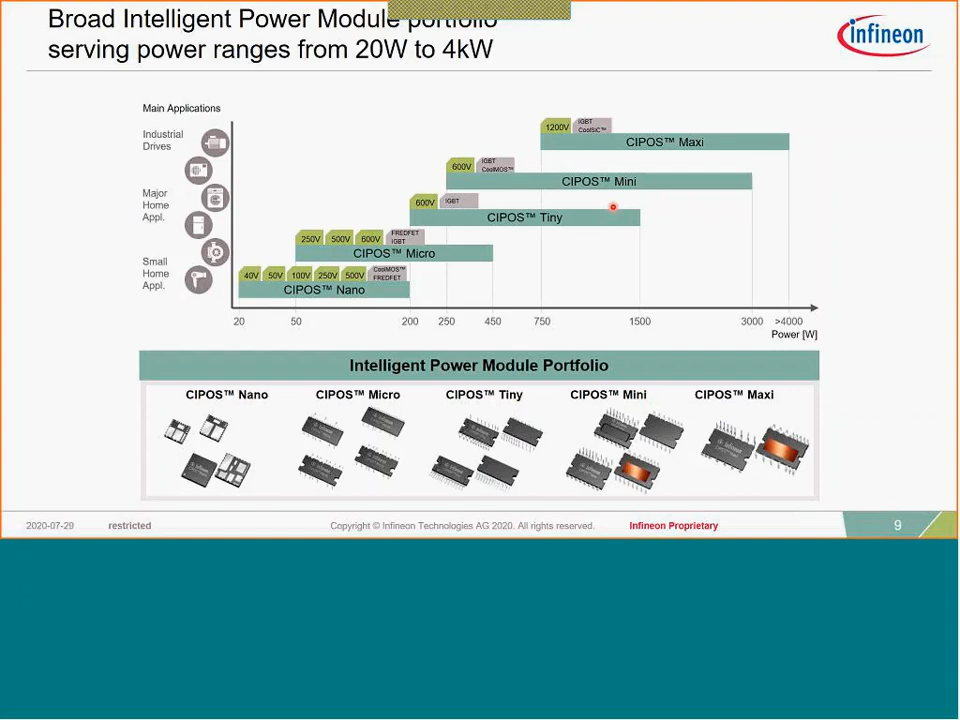 Broad Intelligent Power Module portfolio
serving power ranges from 20W to 4kW
infineon
Main Applications
Industrial
Drives
Major
Home
Appl.
Small
Home
Appl.
1200V
IGBT
CoolSiC™
CIPOS™ Maxi
600V
IGBT
CoolMOS™
CIPOS™ Mini
600V
IGBT
CIPOS™ Tiny
250V 500V 600V
FREDFET
IGBT
CIPOS™ Micro
40V 50V 100V 250V 500V
CoolMOS™
FREDFET
CIPOS™ Nano
20 50 200 250 450 750 1500 3000 >4000
Power [W]
Intelligent Power Module Portfolio
CIPOS™ Nano CIPOS™ Micro CIPOS™ Tiny CIPOS™ Mini CIPOS™ Maxi
2020-07-29 restricted Copyright © Infineon Technologies AG 2020. All rights reserved. Infineon Proprietary 9